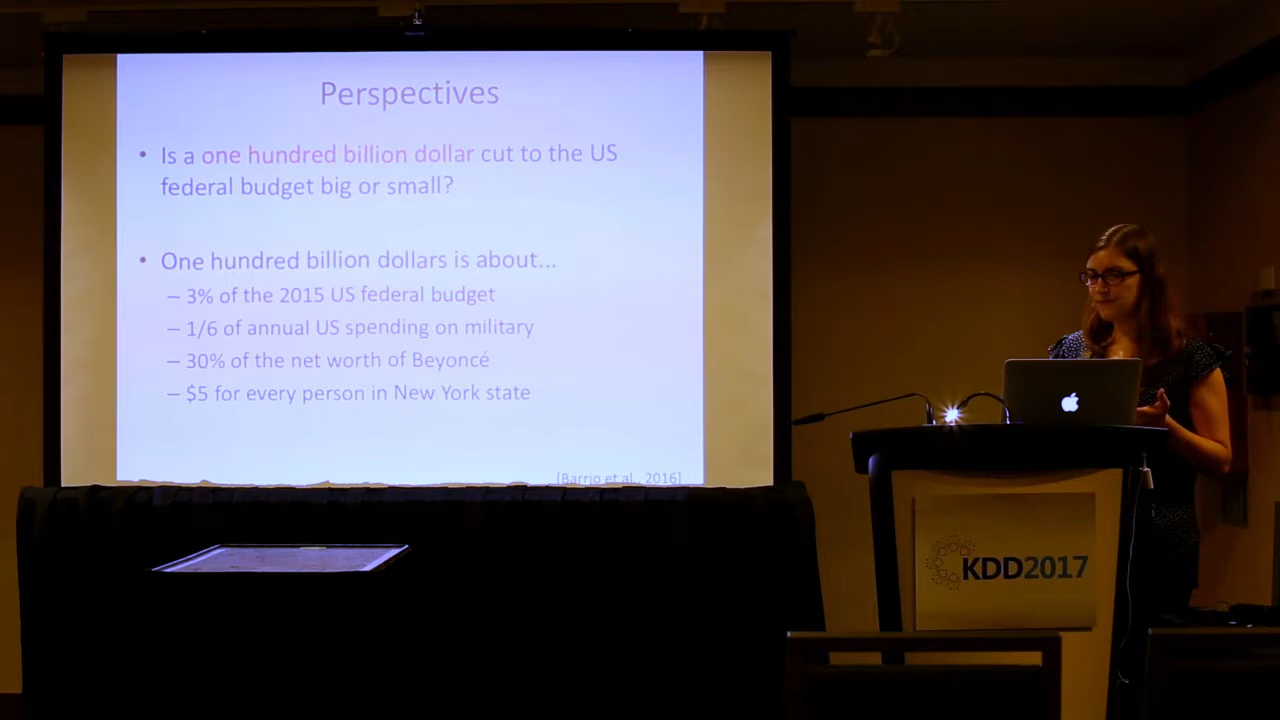 Perspectives
• Is a one hundred billion dollar cut to the US
federal budget big or small?
• One hundred billion dollars is about...
– 3% of the 2015 US federal budget
– 1/6 of annual US spending on military
– 30% of the net worth of Beyoncé
– $5 for every person in New York state
[Barrio et al., 2016]
KDD2017